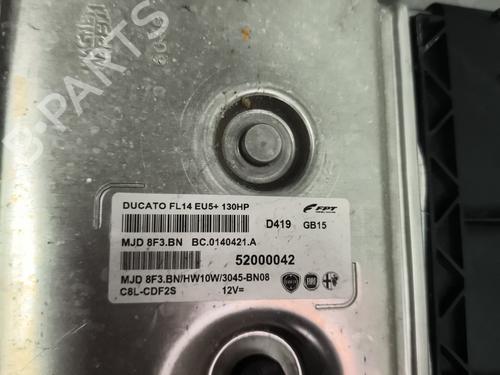 B-PARTS
DUCATO FL14 EU5+ 130HP
D419
FPT
GB15
MJD 8F3.BN BC.0140421.A
52000042
MJD 8F3.BN/HW10W/3045-BN08
C8L-CDF2S 12V=